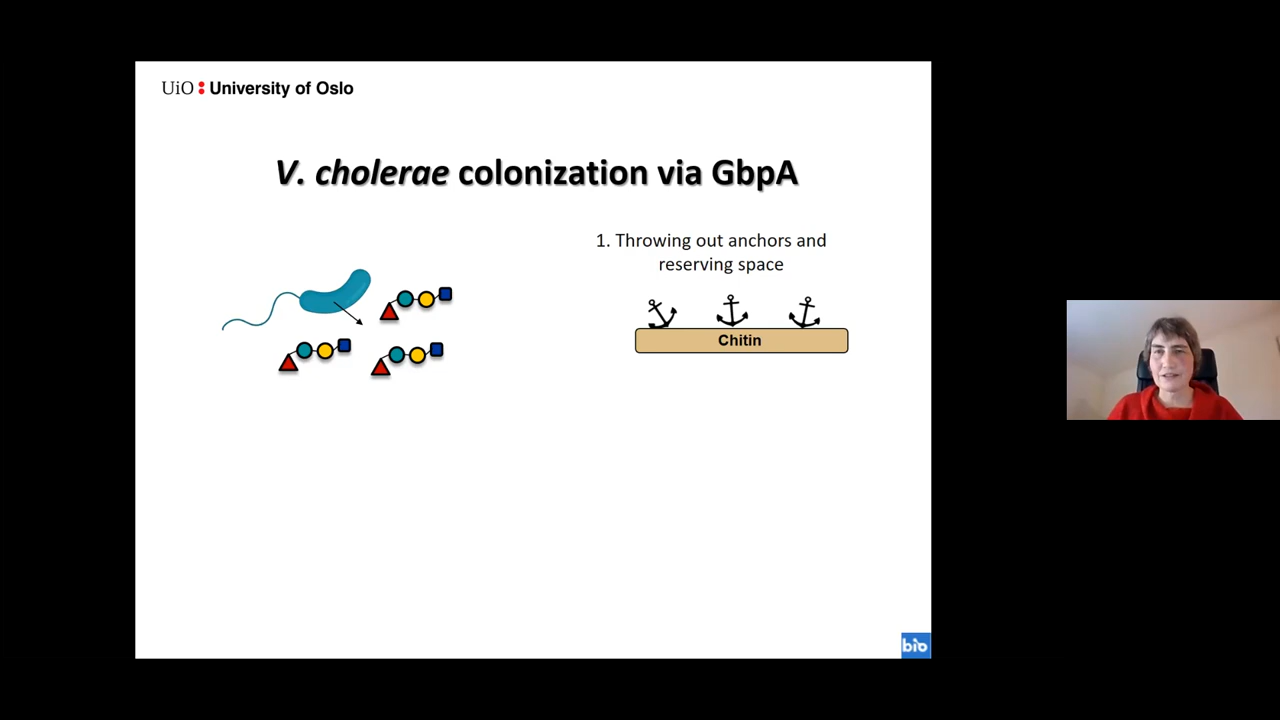 UiO : University of Oslo
V. cholerae colonization via GbpA
1. Throwing out anchors and
reserving space
Chitin
bio